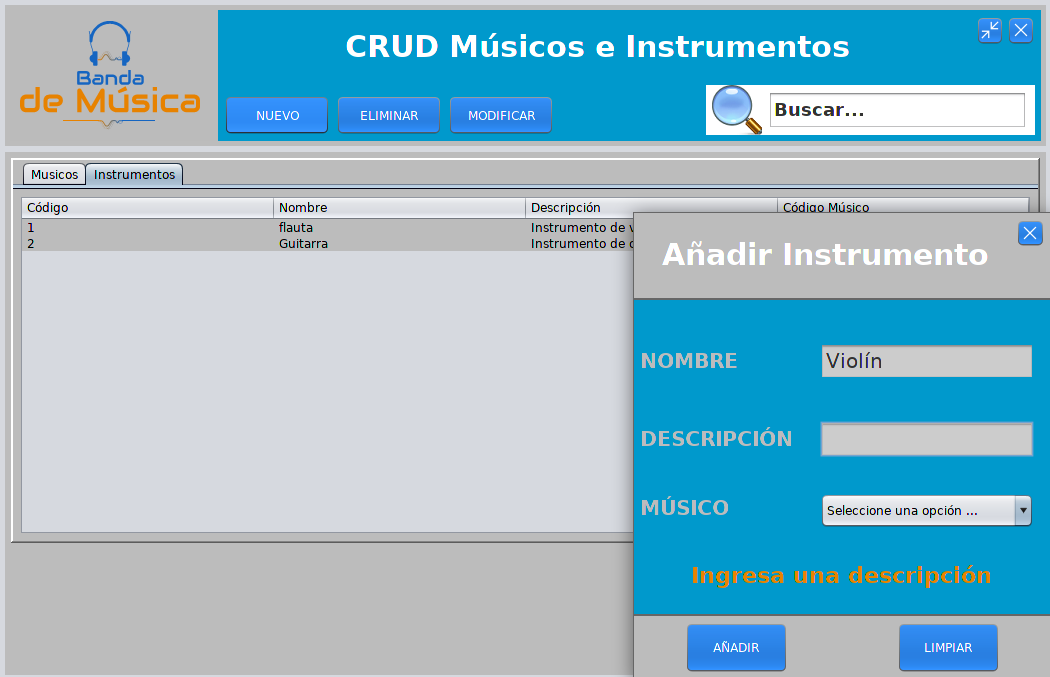 Banda
de Música
CRUD Músicos e Instrumentos
NUEVO ELIMINAR MODIFICAR
Buscar...
Musicos Instrumentos
Código Nombre Descripción Código Músico
1 flauta Instrumento de
2 Guitarra Instrumento de
Añadir Instrumento
NOMBRE Violín
DESCRIPCIÓN
MÚSICO Seleccione una opción ...
Ingresa una descripción
AÑADIR LIMPIAR